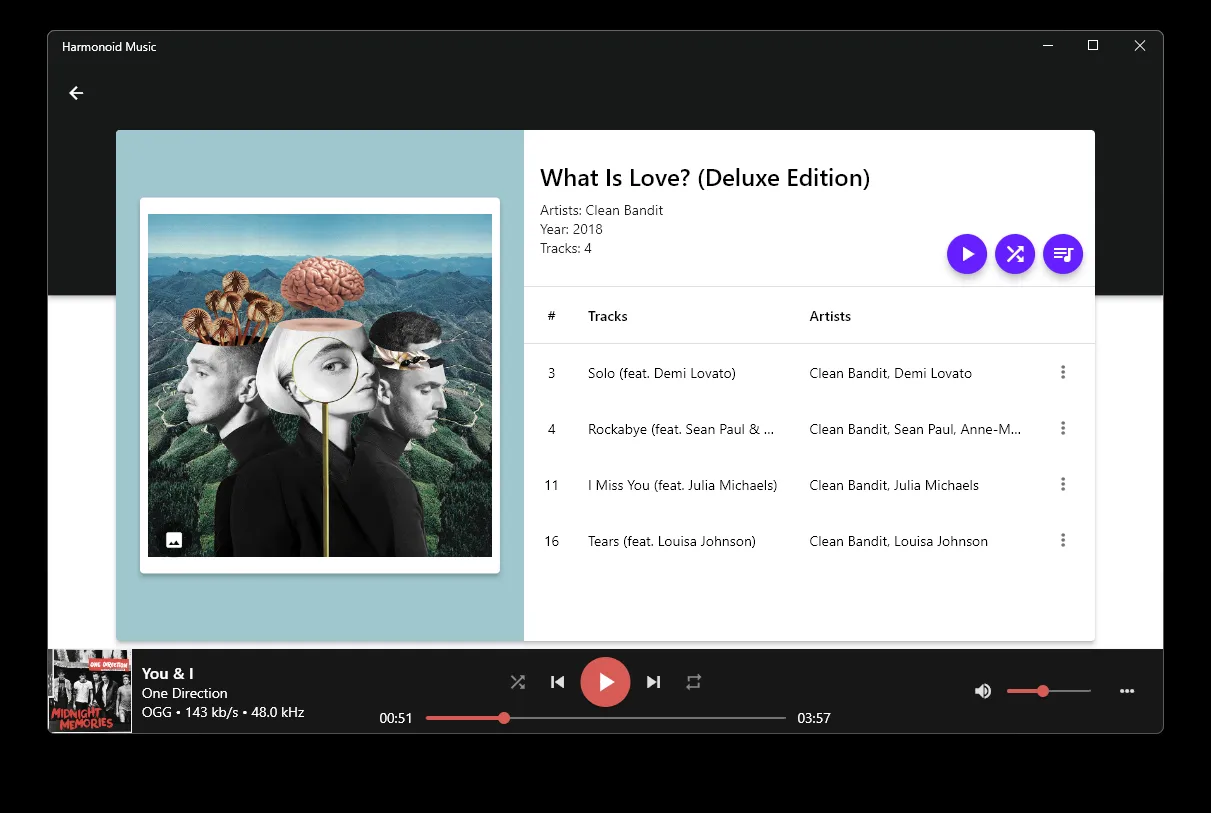 Harmonoid Music
What Is Love? (Deluxe Edition)
Artists: Clean Bandit
Year: 2018
Tracks: 4
# Tracks Artists
3 Solo (feat. Demi Lovato) Clean Bandit, Demi Lovato
4 Rockabye (feat. Sean Paul & ... Clean Bandit, Sean Paul, Anne-M...
11 I Miss You (feat. Julia Michaels) Clean Bandit, Julia Michaels
16 Tears (feat. Louisa Johnson) Clean Bandit, Louisa Johnson
ONE DIRECTION
MIDNIGHT
MEMORIES
You & I
One Direction
OGG • 143 kb/s • 48.0 kHz
00:51 03:57